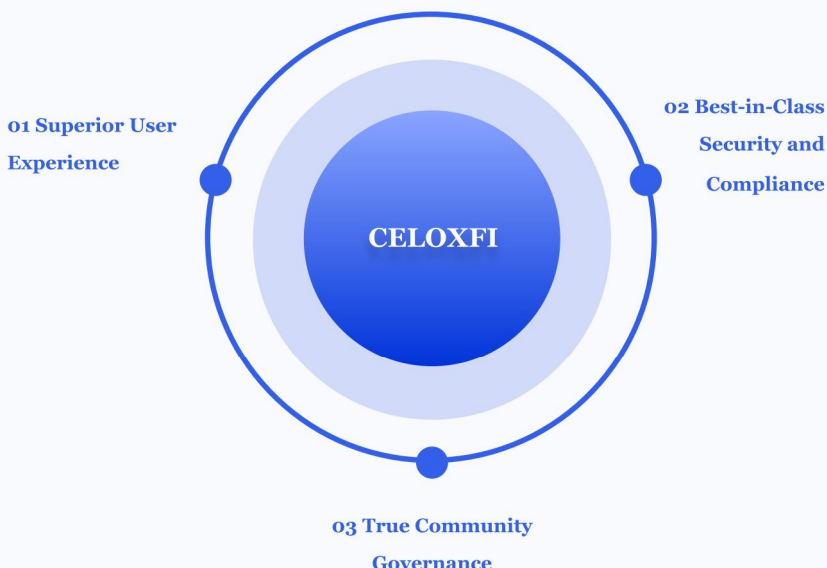 01 Superior User
Experience
02 Best-in-Class
Security and
Compliance
CELOXFI
03 True Community
Governance